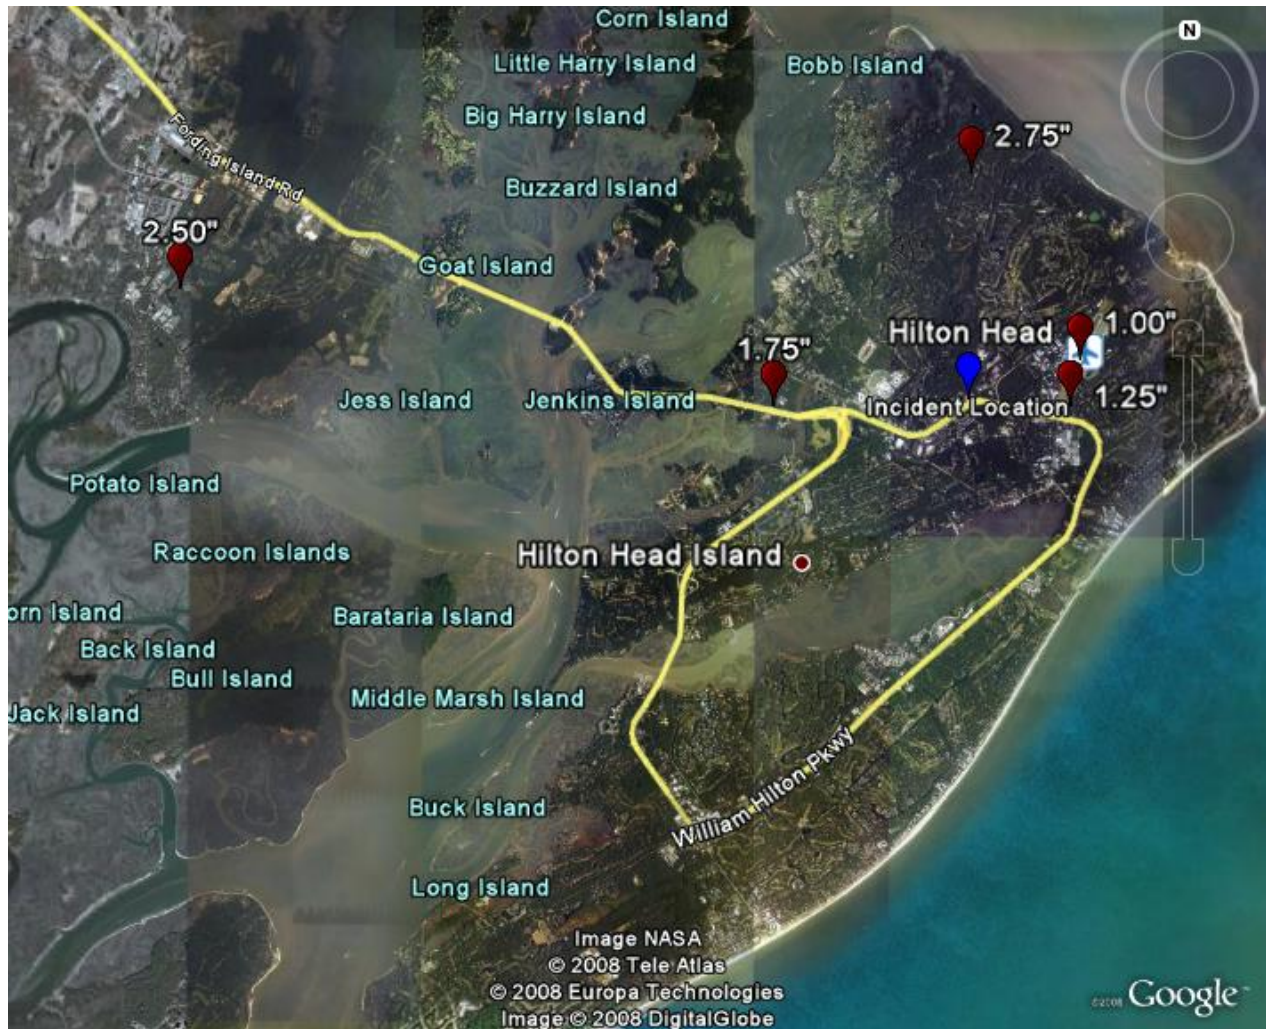 Corn Island
Little Harry Island
Bobb Island
N
Big Harry Island
2.75"
Fording Island Rd
Buzzard Island
2.50"
Goat Island
1.00"
Hilton Head
1.75"
Jess Island
Jenkins Island
1.25"
Incident Location
Potato Island
Raccoon Islands
Hilton Head Island
orn Island
Barataria Island
Back Island
Bull Island
Middle Marsh Island
Jack Island
William Hilton Pkwy
Buck Island
Long Island
Image NASA
© 2008 Tele Atlas
© 2008 Europa Technologies
Image © 2008 DigitalGlobe
©2008 Google™